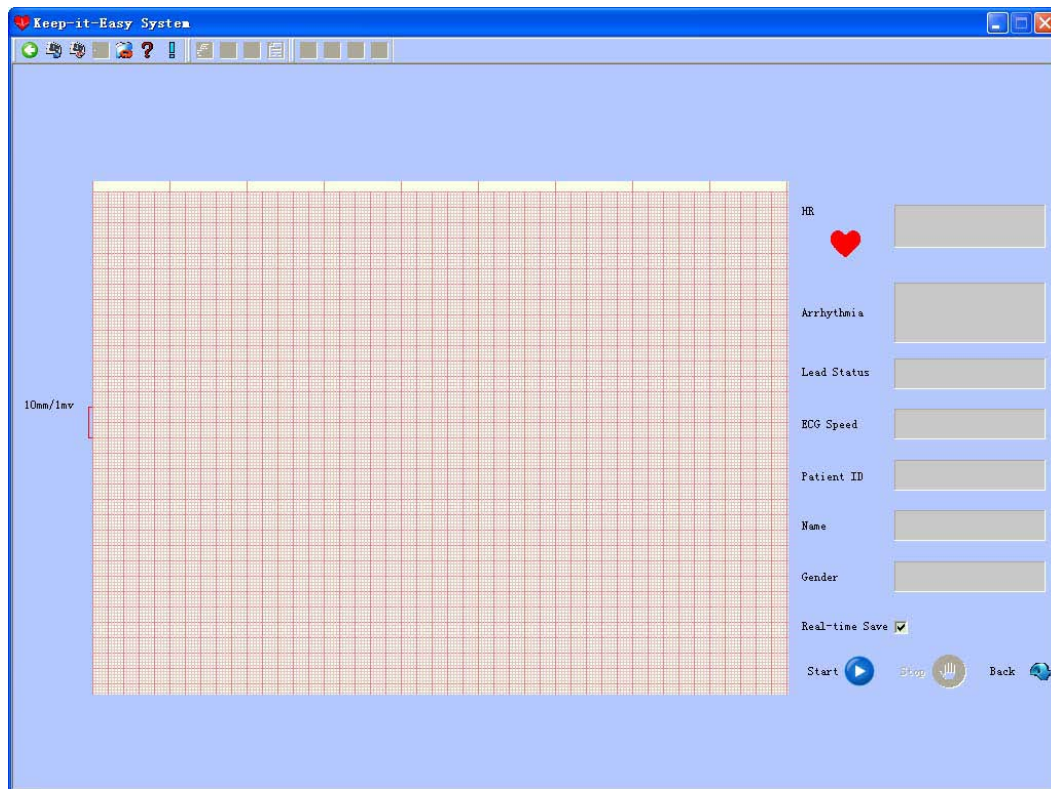 Keep-it-Easy System
HR
Arrhythmia
Lead Status
10mm/1mv
ECG Speed
Patient ID
Name
Gender
Real-time Save
Start Stop Back